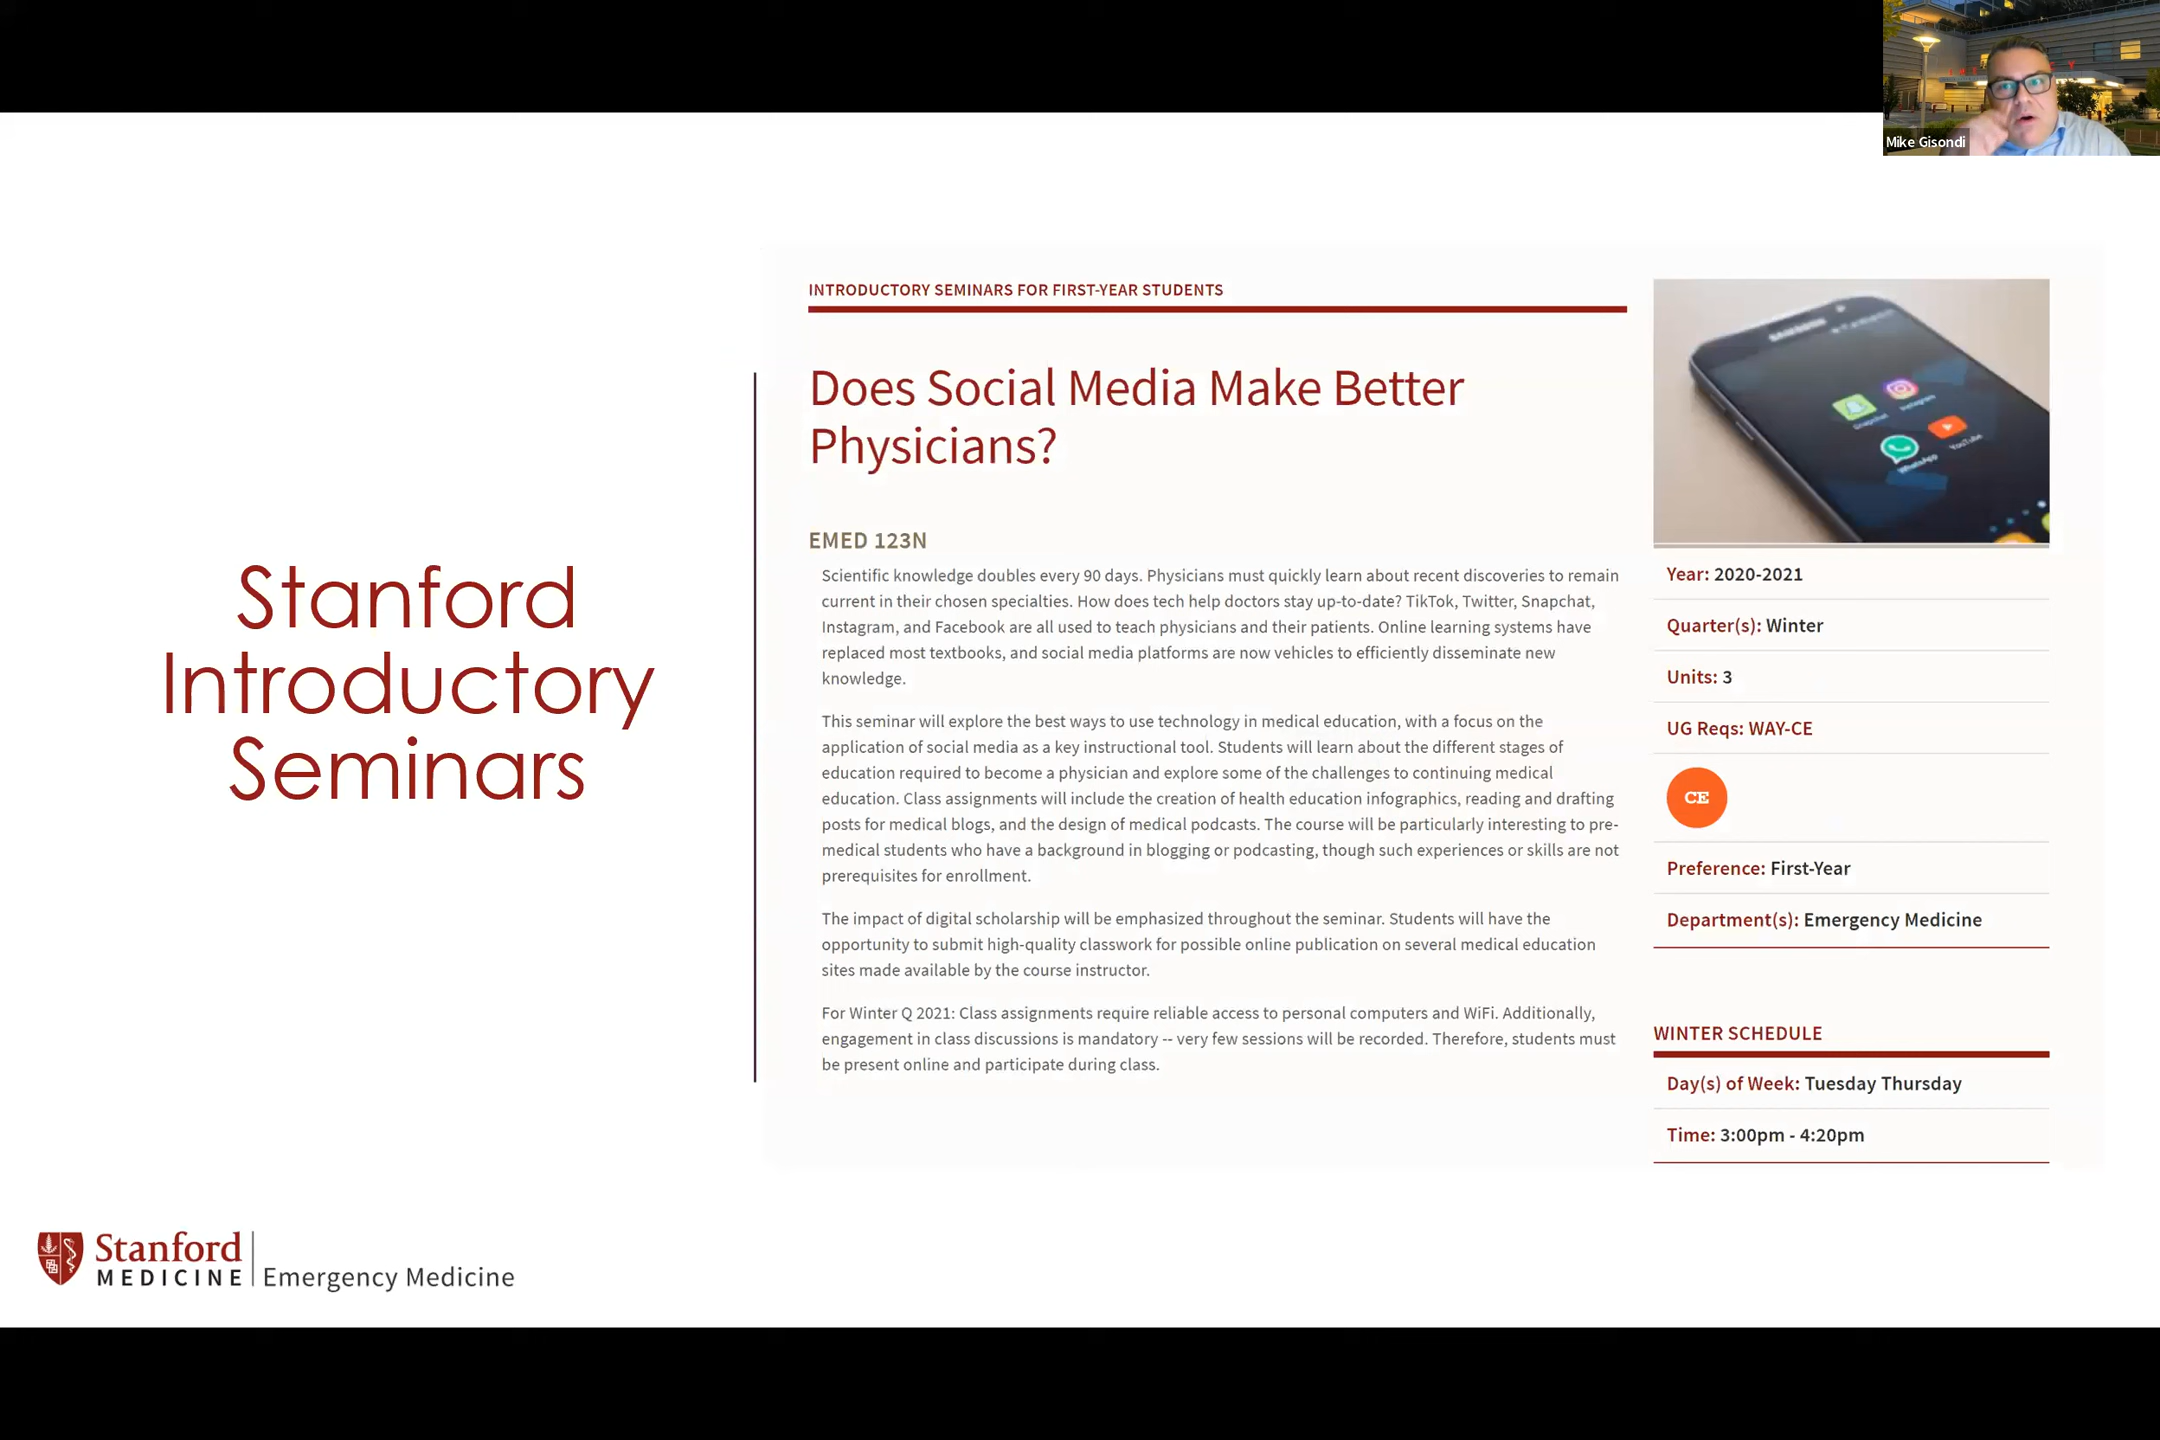 Mike Gisondi
Stanford
Introductory
Seminars
INTRODUCTORY SEMINARS FOR FIRST-YEAR STUDENTS
Does Social Media Make Better
Physicians?
EMED 123N
Scientific knowledge doubles every 90 days. Physicians must quickly learn about recent discoveries to remain
current in their chosen specialties. How does tech help doctors stay up-to-date? TikTok, Twitter, Snapchat,
Instagram, and Facebook are all used to teach physicians and their patients. Online learning systems have
replaced most textbooks, and social media platforms are now vehicles to efficiently disseminate new
knowledge.
This seminar will explore the best ways to use technology in medical education, with a focus on the
application of social media as a key instructional tool. Students will learn about the different stages of
education required to become a physician and explore some of the challenges to continuing medical
education. Class assignments will include the creation of health education infographics, reading and drafting
posts for medical blogs, and the design of medical podcasts. The course will be particularly interesting to pre-
medical students who have a background in blogging or podcasting, though such experiences or skills are not
prerequisites for enrollment.
The impact of digital scholarship will be emphasized throughout the seminar. Students will have the
opportunity to submit high-quality classwork for possible online publication on several medical education
sites made available by the course instructor.
For Winter Q 2021: Class assignments require reliable access to personal computers and WiFi. Additionally,
engagement in class discussions is mandatory -- very few sessions will be recorded. Therefore, students must
be present online and participate during class.
SAMSUNG
Snapchat
Instagram
WhatsApp
YouTube
Year: 2020-2021
Quarter(s): Winter
Units: 3
UG Reqs: WAY-CE
CE
Preference: First-Year
Department(s): Emergency Medicine
WINTER SCHEDULE
Day(s) of Week: Tuesday Thursday
Time: 3:00pm - 4:20pm
Stanford
MEDICINE
Emergency Medicine